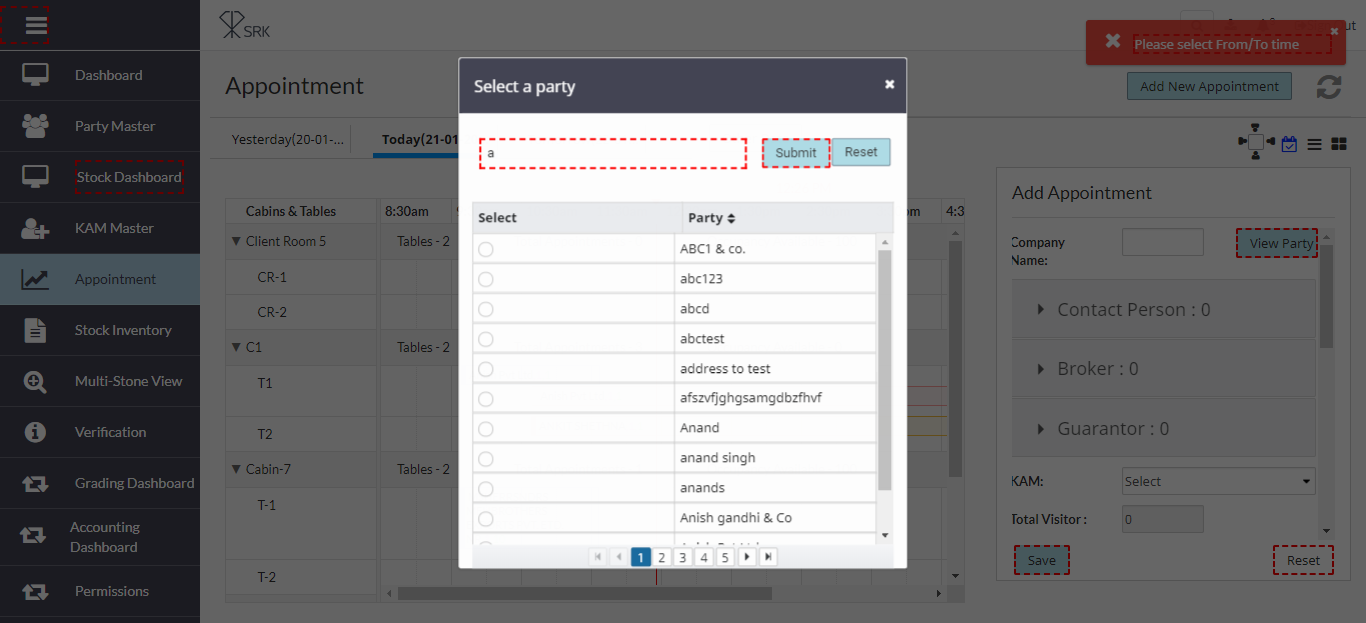 SRK
Please select From/To time
Dashboard
Party Master
Stock Dashboard
KAM Master
Appointment
Stock Inventory
Multi-Stone View
Verification
Grading Dashboard
Accounting
Dashboard
Permissions
Appointment
Add New Appointment
Yesterday(20-01-...
Today(21-01
Cabins & Tables
8:30am
4:3
Client Room 5
Tables - 2
CR-1
CR-2
C1
Tables - 2
T1
T2
Cabin-7
Tables - 2
T-1
T-2
Select a party
a
Submit
Reset
Select
Party
ABC1 & co.
abc123
abcd
abctest
address to test
afszvfjghgsamgdbzfhvf
Anand
anand singh
anands
Anish gandhi & Co
1 2 3 4 5
Add Appointment
Company
Name:
View Party
Contact Person : 0
Broker : 0
Guarantor : 0
KAM:
Select
Total Visitor :
0
Save
Reset